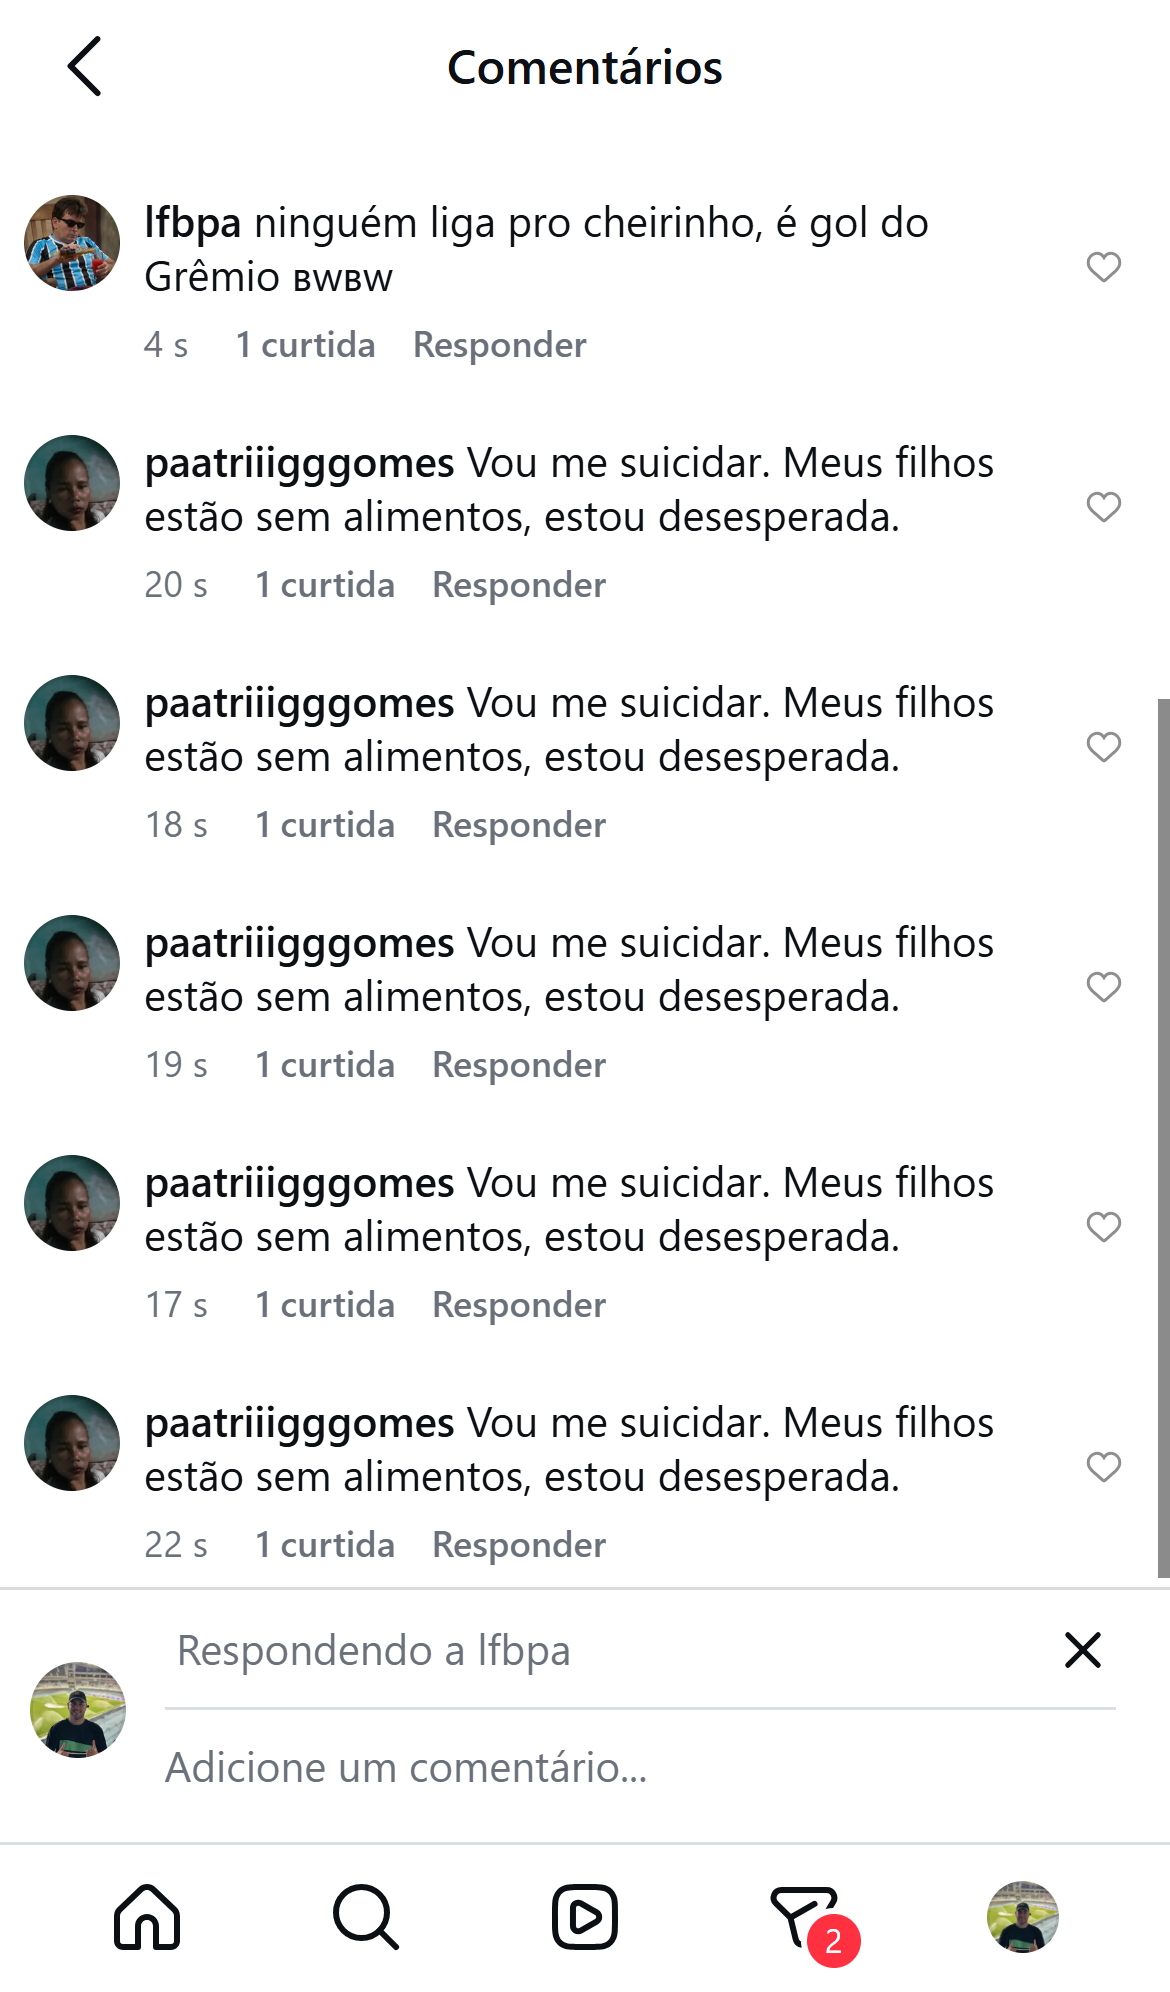 Comentários
lfbpa ninguém liga pro cheirinho, é gol do
Grêmio ʙᴡʙᴡ
4 s 1 curtida Responder
paatriiigggomes Vou me suicidar. Meus filhos
estão sem alimentos, estou desesperada.
20 s 1 curtida Responder
paatriiigggomes Vou me suicidar. Meus filhos
estão sem alimentos, estou desesperada.
18 s 1 curtida Responder
paatriiigggomes Vou me suicidar. Meus filhos
estão sem alimentos, estou desesperada.
19 s 1 curtida Responder
paatriiigggomes Vou me suicidar. Meus filhos
estão sem alimentos, estou desesperada.
17 s 1 curtida Responder
paatriiigggomes Vou me suicidar. Meus filhos
estão sem alimentos, estou desesperada.
22 s 1 curtida Responder
Respondendo a lfbpa
Adicione um comentário...
2